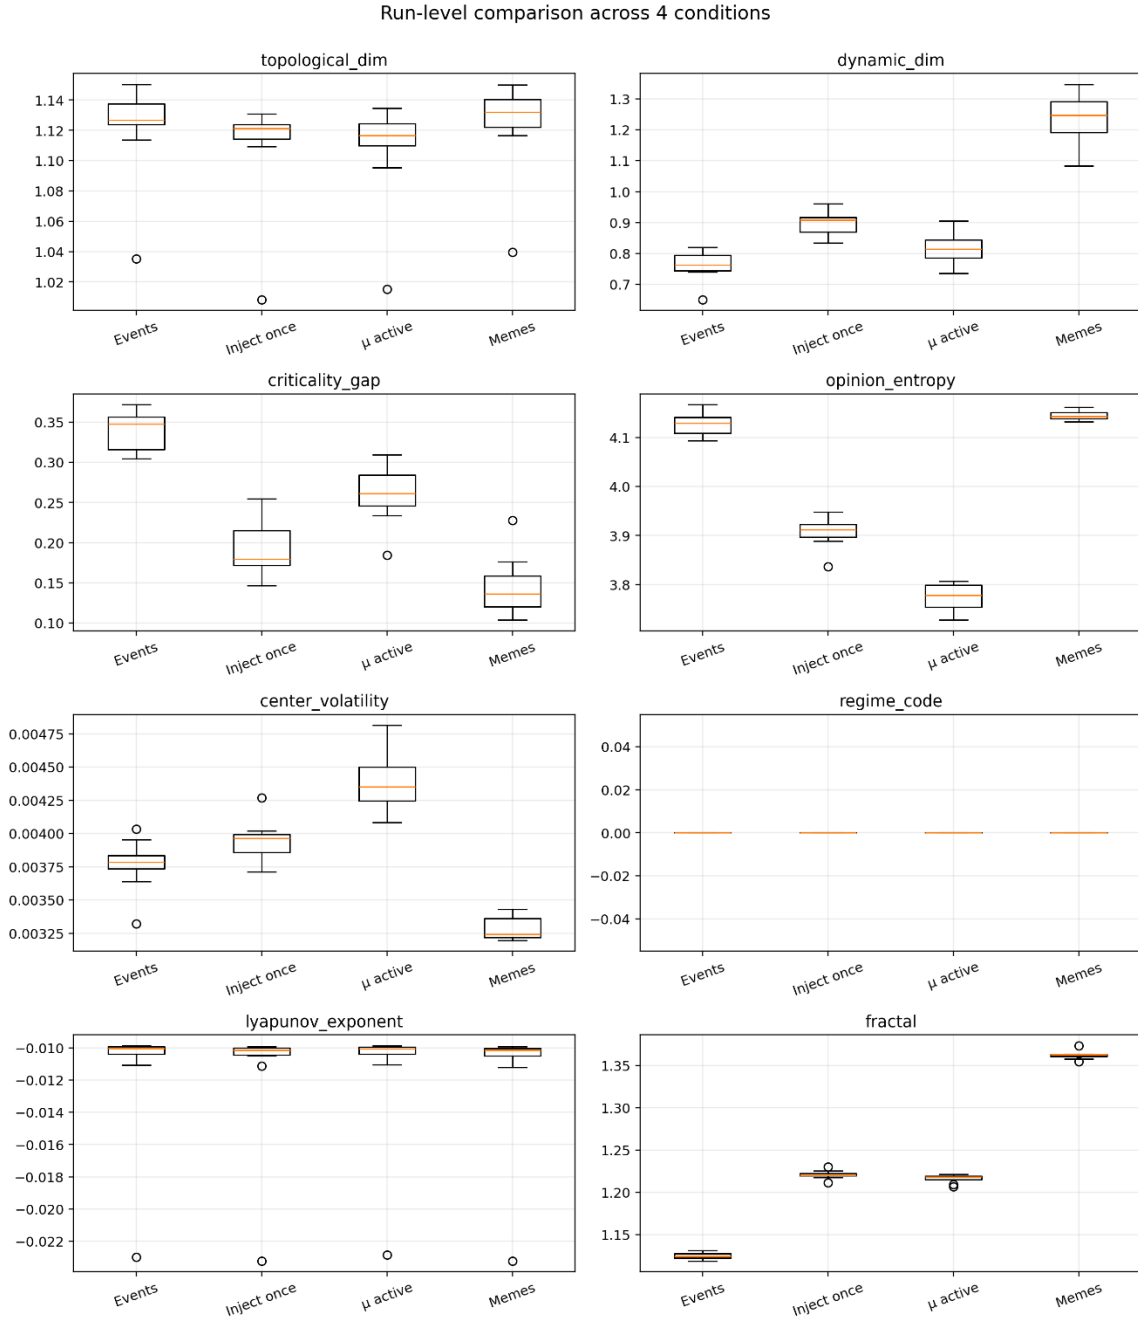 Run-level comparison across 4 conditions
topological_dim
1.14
1.12
1.10
1.08
1.06
1.04
1.02
Events
Inject once
μ active
Memes
dynamic_dim
1.3
1.2
1.1
1.0
0.9
0.8
0.7
Events
Inject once
μ active
Memes
criticality_gap
0.35
0.30
0.25
0.20
0.15
0.10
Events
Inject once
μ active
Memes
opinion_entropy
4.1
4.0
3.9
3.8
Events
Inject once
μ active
Memes
center_volatility
0.00475
0.00450
0.00425
0.00400
0.00375
0.00350
0.00325
Events
Inject once
μ active
Memes
regime_code
0.04
0.02
0.00
−0.02
−0.04
Events
Inject once
μ active
Memes
lyapunov_exponent
−0.010
−0.012
−0.014
−0.016
−0.018
−0.020
−0.022
Events
Inject once
μ active
Memes
fractal
1.35
1.30
1.25
1.20
1.15
Events
Inject once
μ active
Memes